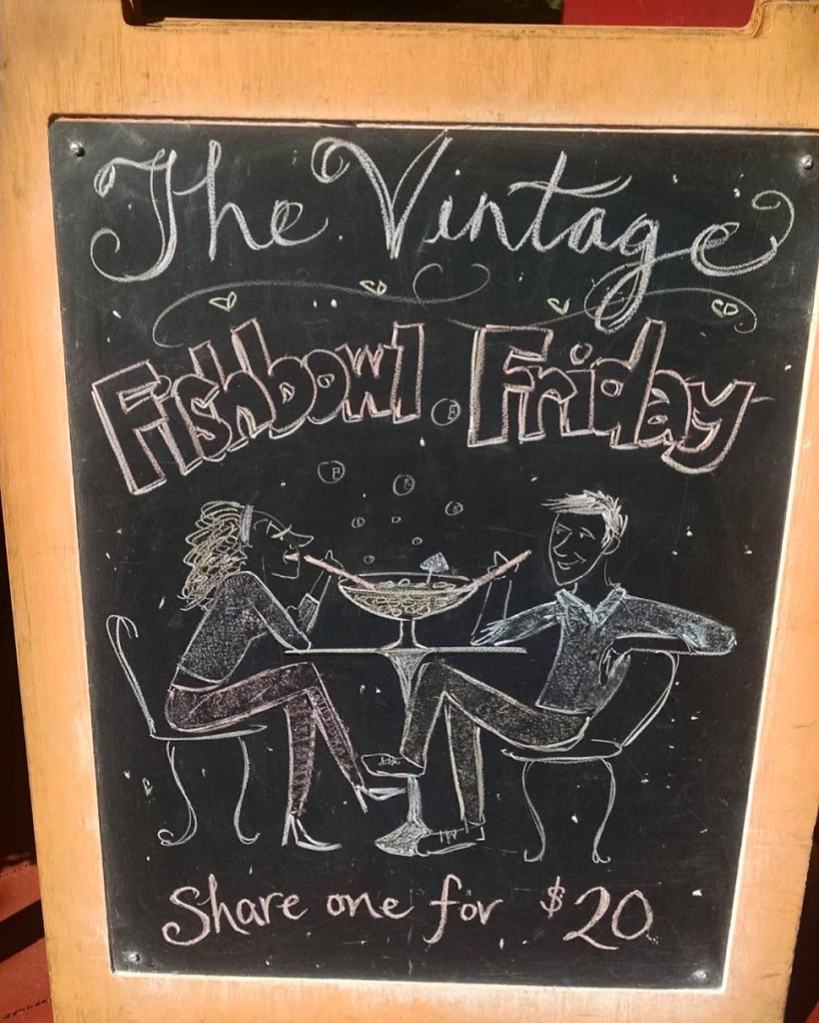 The Vintage
Fishbowl Friday
Share one for $20